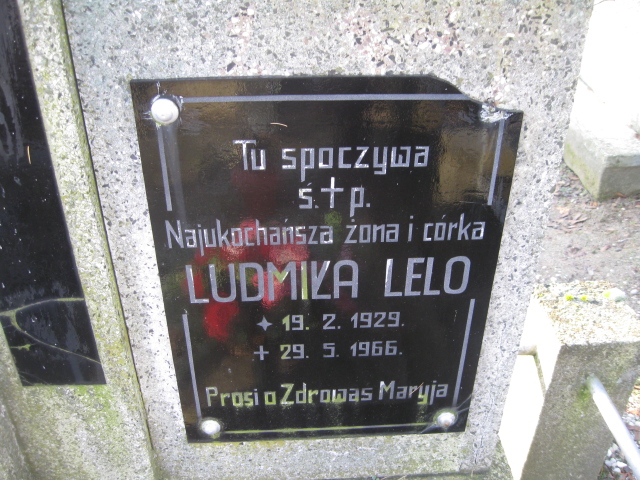 Tu spoczywa
ś.†p.
Najukochańsza żona i córka
LUDMIŁA LELO
✦ 19. 2. 1929.
+ 29. 5. 1966.
Prosi o Zdrowaś Maryja